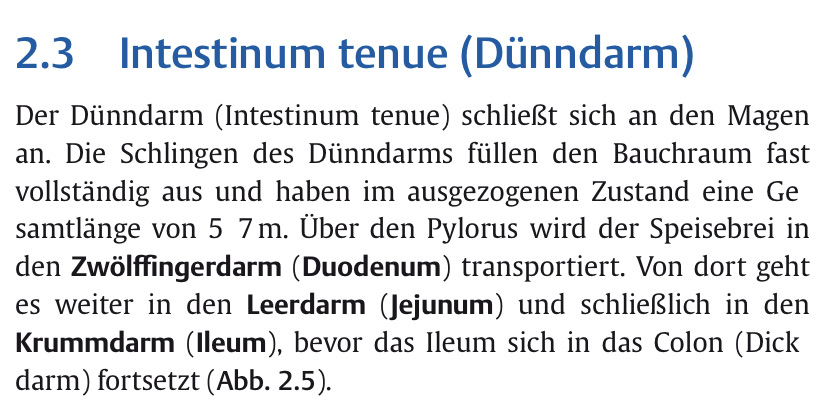 2.3 Intestinum tenue (Dünndarm)
Der Dünndarm (Intestinum tenue) schließt sich an den Magen
an. Die Schlingen des Dünndarms füllen den Bauchraum fast
vollständig aus und haben im ausgezogenen Zustand eine Ge
samtlänge von 5 7 m. Über den Pylorus wird der Speisebrei in
den Zwölffingerdarm (Duodenum) transportiert. Von dort geht
es weiter in den Leerdarm (Jejunum) und schließlich in den
Krummdarm (Ileum), bevor das Ileum sich in das Colon (Dick
darm) fortsetzt (Abb. 2.5).